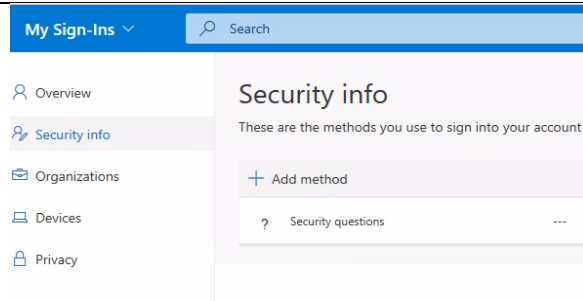 My Sign-Ins
Search
Overview
Security info
Organizations
Devices
Privacy
Security info
These are the methods you use to sign into your account
+ Add method
? Security questions ---